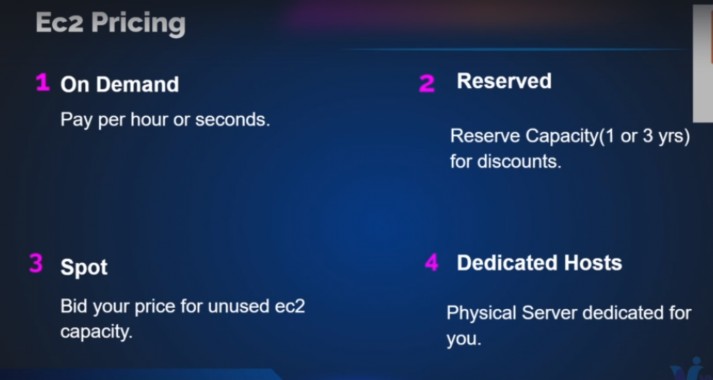 Ec2 Pricing
1 On Demand
Pay per hour or seconds.
2 Reserved
Reserve Capacity(1 or 3 yrs)
for discounts.
3 Spot
Bid your price for unused ec2
capacity.
4 Dedicated Hosts
Physical Server dedicated for
you.